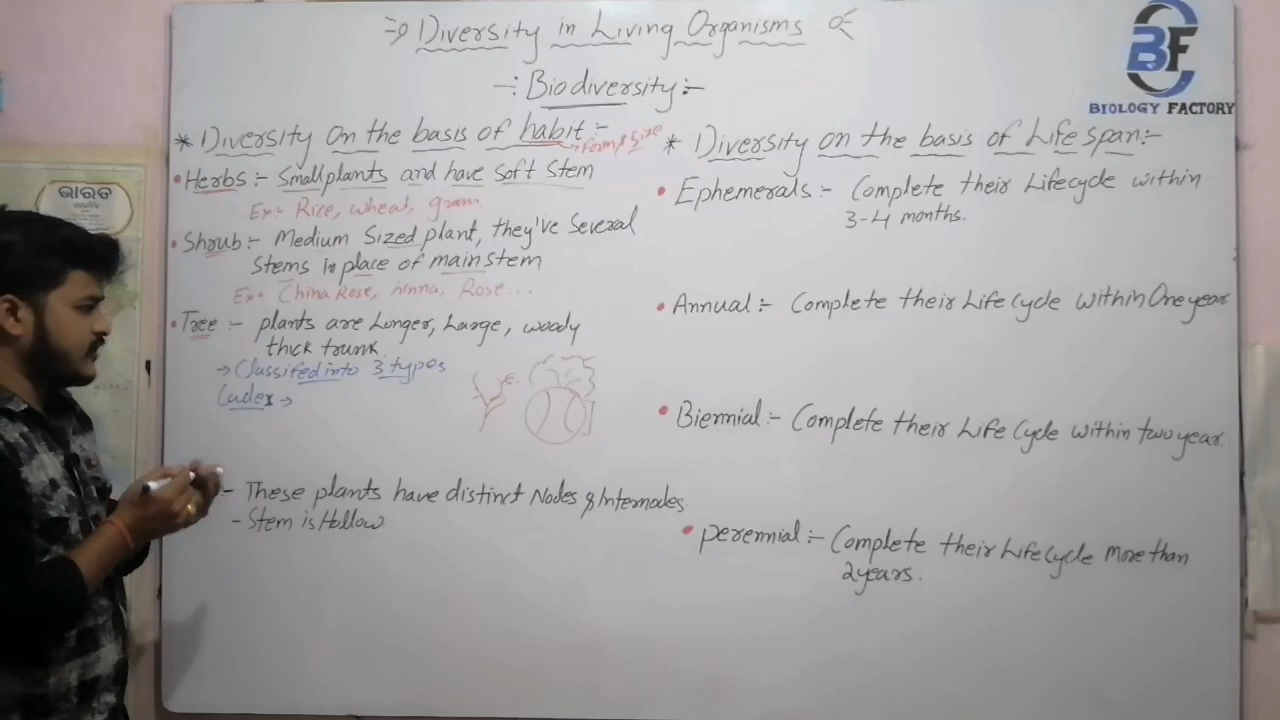 Diversity in Living Organisms
-: Biodiversity :-
* Diversity On the basis of habit :-
→ Form & Size
• Herbs :- Small plants and have soft stem
Ex:- Rice, wheat, gram.
• Shrub :- Medium Sized plant, they've Several
Stems in place of main stem
Ex:- China Rose, hinna, Rose...
• Tree :- plants are Longer, Large, woody
thick trunk.
→ Classified into 3 types
Cudex →
- These plants have distinct Nodes & Internodes.
- Stem is Hollow
* Diversity on the basis of Life span :-
• Ephemerals :- Complete their Lifecycle within
3-4 months.
• Annual :- Complete their Life Cycle within One year
• Biennial :- Complete their Life Cycle within two year.
• perennial :- Complete their Life Cycle More than
2 years.
BF
BIOLOGY FACTORY
ଭାରତ